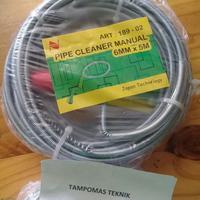 ART : 189 - 02
PIPE CLEANER MANUAL
6MM x 5M
Japan Technology
TAMPOMAS TEKNIK